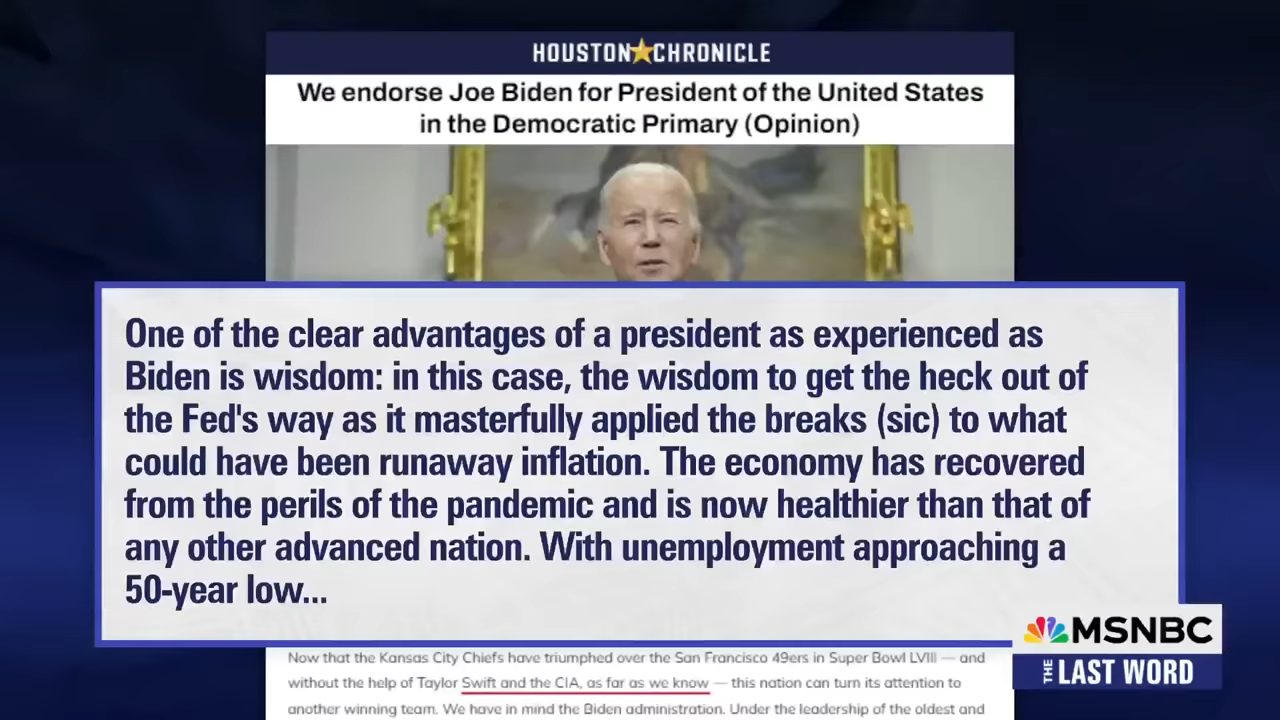 HOUSTON CHRONICLE
We endorse Joe Biden for President of the United States
in the Democratic Primary (Opinion)
One of the clear advantages of a president as experienced as
Biden is wisdom: in this case, the wisdom to get the heck out of
the Fed's way as it masterfully applied the breaks (sic) to what
could have been runaway inflation. The economy has recovered
from the perils of the pandemic and is now healthier than that of
any other advanced nation. With unemployment approaching a
50-year low...
Now that the Kansas City Chiefs have triumphed over the San Francisco 49ers in Super Bowl LVIII — and
without the help of Taylor Swift and the CIA, as far as we know — this nation can turn its attention to
another winning team. We have in mind the Biden administration. Under the leadership of the oldest and
MSNBC
THE LAST WORD